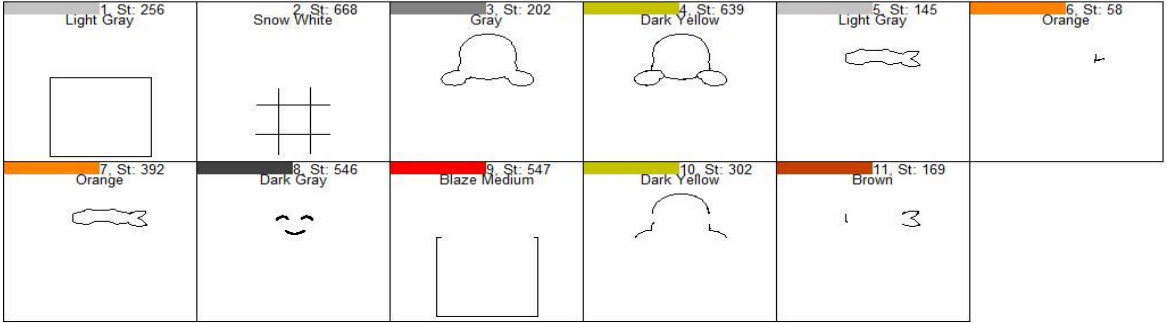 1, St: 256
Light Gray
2, St: 668
Snow White
3, St: 202
Gray
4, St: 639
Dark Yellow
5, St: 145
Light Gray
6, St: 58
Orange
7, St: 392
Orange
8, St: 546
Dark Gray
9, St: 547
Blaze Medium
10, St: 302
Dark Yellow
11, St: 169
Brown